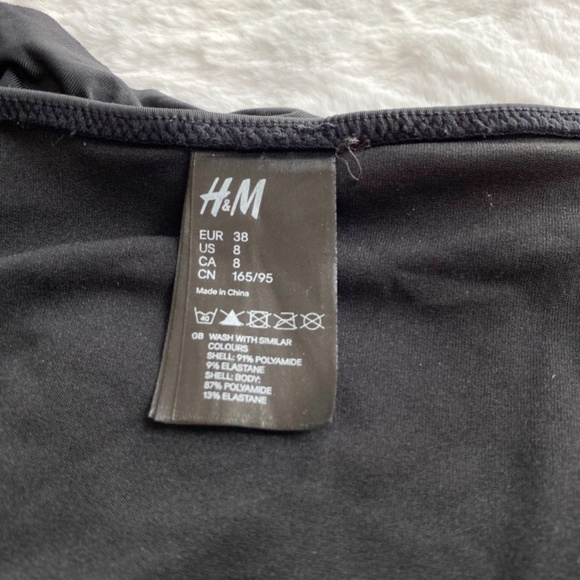 H&M
EUR 38
US 8
CA 8
CN 165/95
Made in China
40
GB WASH WITH SIMILAR
COLOURS
SHELL: 91% POLYAMIDE
9% ELASTANE
SHELL: BODY:
87% POLYAMIDE
13% ELASTANE